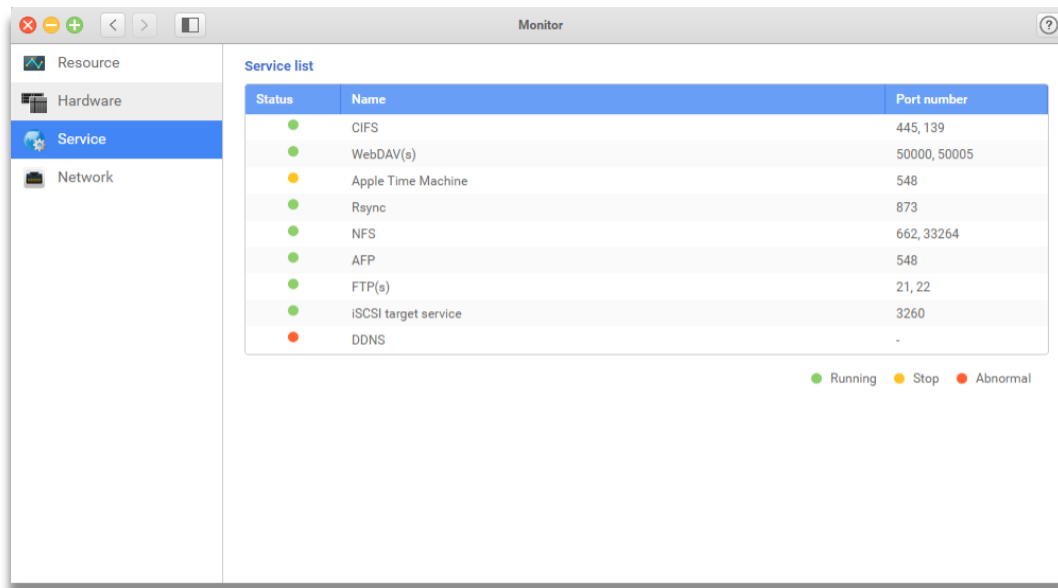 Monitor
?
Resource
Hardware
Service
Network
Service list
Status Name Port number
CIFS 445, 139
WebDAV(s) 50000, 50005
Apple Time Machine 548
Rsync 873
NFS 662, 33264
AFP 548
FTP(s) 21, 22
iSCSI target service 3260
DDNS -
Running Stop Abnormal